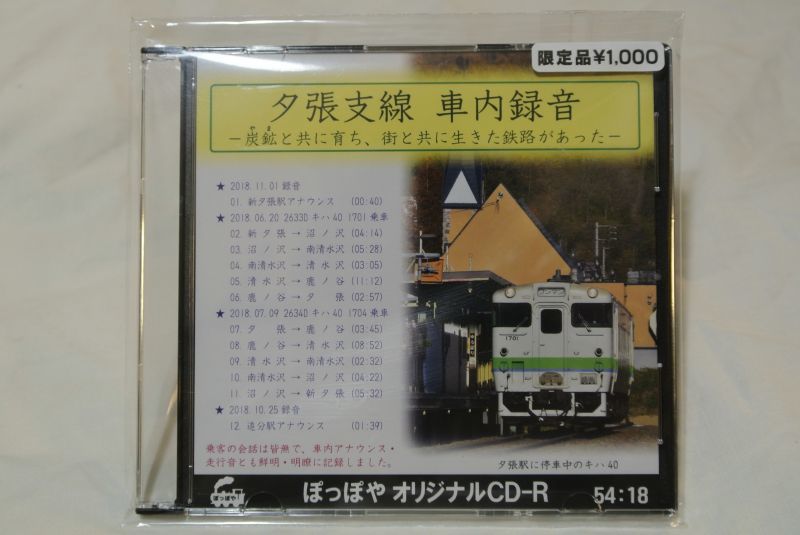 限定品¥1,000
夕張支線 車内録音
やま
－炭鉱と共に育ち、街と共に生きた鉄路があった－
★ 2018.11.01 録音
01. 新夕張駅アナウンス (00:40)
★ 2018.06.20 2633D キハ40 1701 乗車
02. 新夕張 → 沼ノ沢 (04:14)
03. 沼ノ沢 → 南清水沢 (05:28)
04. 南清水沢 → 清水沢 (03:05)
05. 清水沢 → 鹿ノ谷 (11:12)
06. 鹿ノ谷 → 夕張 (02:57)
★ 2018.07.09 2634D キハ40 1704 乗車
07. 夕張 → 鹿ノ谷 (03:45)
08. 鹿ノ谷 → 清水沢 (08:52)
09. 清水沢 → 南清水沢 (02:32)
10. 南清水沢 → 沼ノ沢 (04:22)
11. 沼ノ沢 → 新夕張 (05:32)
★ 2018.10.25 録音
12. 追分駅アナウンス (01:39)
乗客の会話は皆無で、車内アナウンス・
走行音とも鮮明・明瞭に記録しました。
ワンマン
1701
夕張駅に停車中のキハ40
ぽっぽや
ぽっぽや オリジナルCD-R 54:18